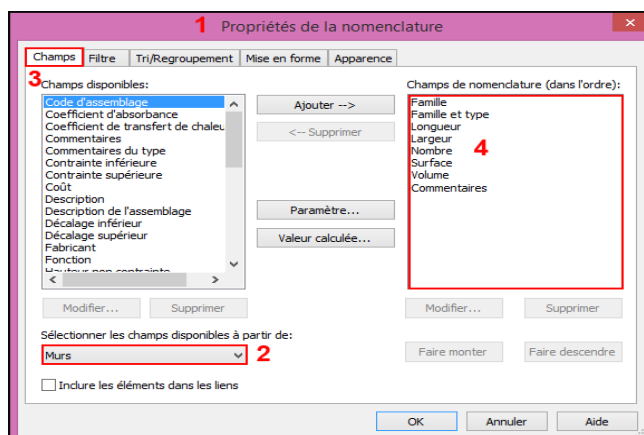 1 Propriétés de la nomenclature
Champs Filtre Tri/Regroupement Mise en forme Apparence
3
Champs disponibles:
Code d'assemblage
Coefficient d'absorbance
Coefficient de transfert de chaleu
Commentaires
Commentaires du type
Contrainte inférieure
Contrainte supérieure
Coût
Description
Description de l'assemblage
Décalage inférieur
Décalage supérieur
Fabricant
Fonction
Hauteur non contrainte
Ajouter -->
<-- Supprimer
Paramètre...
Valeur calculée...
Champs de nomenclature (dans l'ordre):
Famille
Famille et type
Longueur
Largeur
Nombre
Surface
Volume
Commentaires
4
Modifier... Supprimer
Modifier... Supprimer
Sélectionner les champs disponibles à partir de:
Murs
2
Faire monter Faire descendre
Inclure les éléments dans les liens
OK Annuler Aide